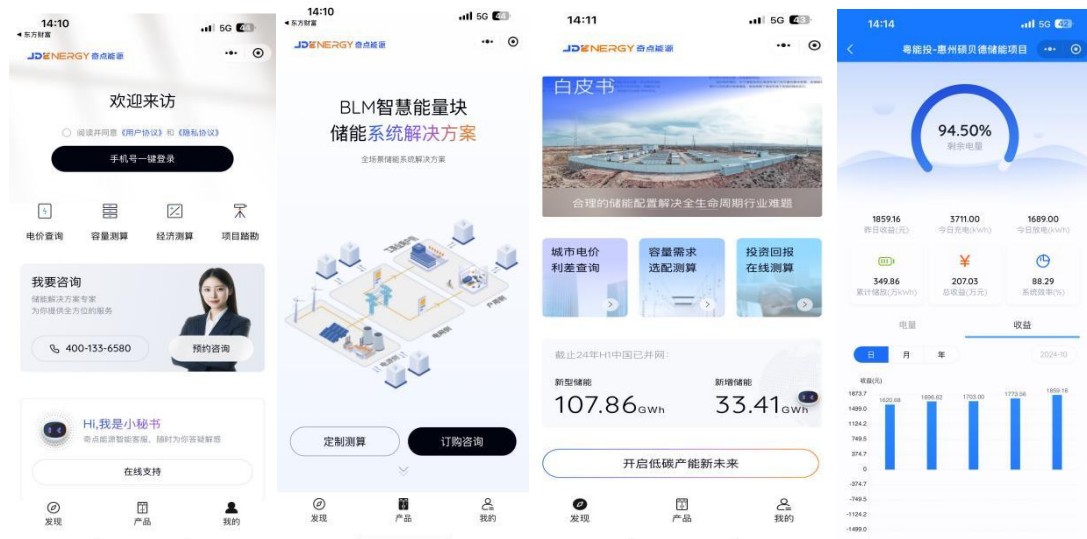 14:10
5G 44
东方财富
JDENERGY 奇点能源
欢迎来访
阅读并同意《用户协议》和《隐私协议》
手机号一键登录
电价查询
容量测算
经济测算
项目踏勘
我要咨询
储能解决方案专家
为你提供全方位的服务
400-133-6580
预约咨询
Hi,我是小秘书
奇点能源智能客服，随时为你答疑解惑
在线支持
发现
产品
我的
14:10
5G
东方财富
JDENERGY 奇点能源
BLM智慧能量块
储能系统解决方案
全场景储能系统解决方案
工商业侧
户用侧
电网侧
电源侧
定制测算
订购咨询
发现
产品
我的
14:11
5G
JDENERGY 奇点能源
白皮书
合理的储能配置解决全生命周期行业难题
城市电价
利差查询
容量需求
选配测算
投资回报
在线测算
截止24年H1中国已并网：
新型储能
107.86GWh
新增储能
33.41GWh
开启低碳产能新未来
发现
产品
我的
14:14
5G 42
粤能投-惠州硕贝德储能项目
94.50%
剩余电量
1859.16
昨日收益(元)
3711.00
今日充电(kWh)
1689.00
今日放电(kWh)
349.86
累计储放(万kWh)
207.03
总收益(万元)
88.29
系统效率(%)
电量
收益
日
月
年
2024-10
收益(元)
1873.7
1499.0
1124.2
749.5
374.7
0
-374.7
-749.5
-1124.2
-1499.0
1820.68
1896.62
1703.00
1773.56
1859.16